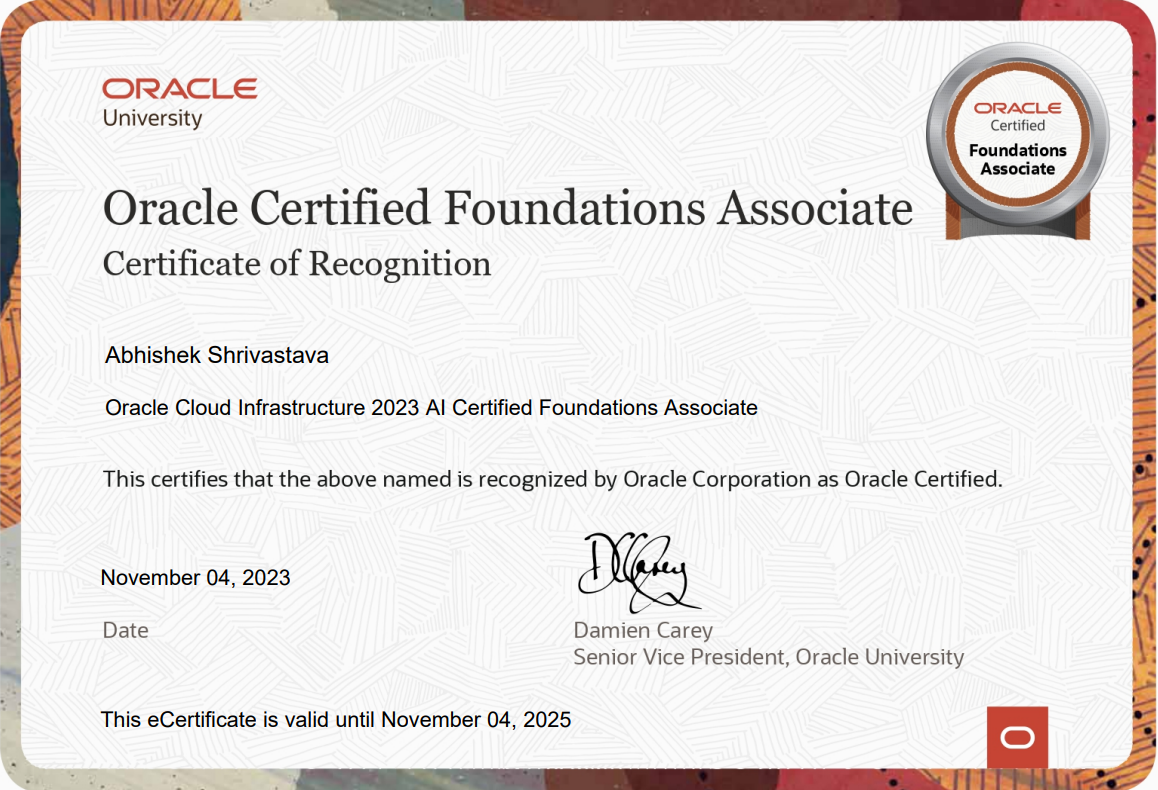 ORACLE
University
ORACLE
Certified
Foundations
Associate
Oracle Certified Foundations Associate
Certificate of Recognition
Abhishek Shrivastava
Oracle Cloud Infrastructure 2023 AI Certified Foundations Associate
This certifies that the above named is recognized by Oracle Corporation as Oracle Certified.
November 04, 2023
Date
DCarey
Damien Carey
Senior Vice President, Oracle University
This eCertificate is valid until November 04, 2025